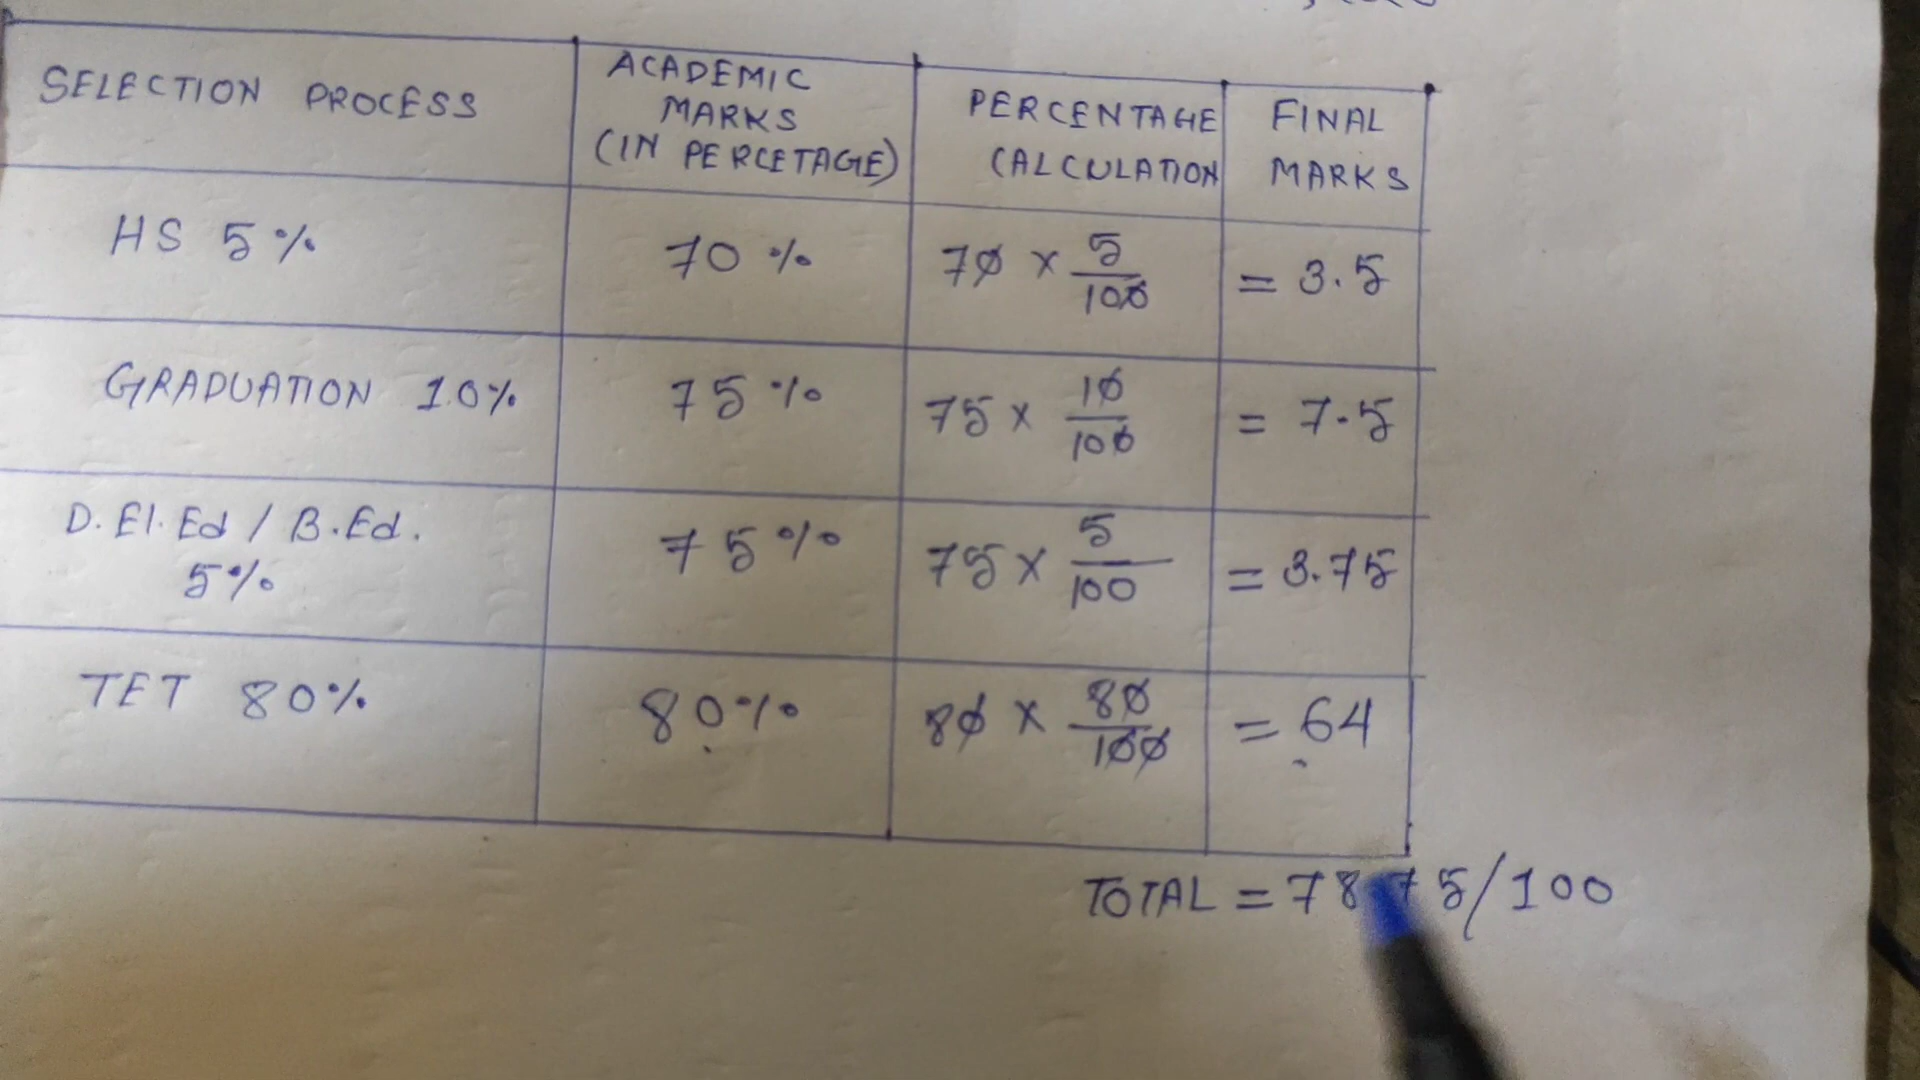 SELECTION PROCESS
ACADEMIC
MARKS
(IN PERCETAGE)
PERCENTAGE
CALCULATION
FINAL
MARKS
HS 5%
70%
70 × 5/100
= 3.5
GRADUATION 10%
75%
75 × 10/100
= 7.5
D. El. Ed / B.Ed.
5%
75%
75 × 5/100
= 3.75
TET 80%
80%
80 × 80/100
= 64
TOTAL = 78.75/100